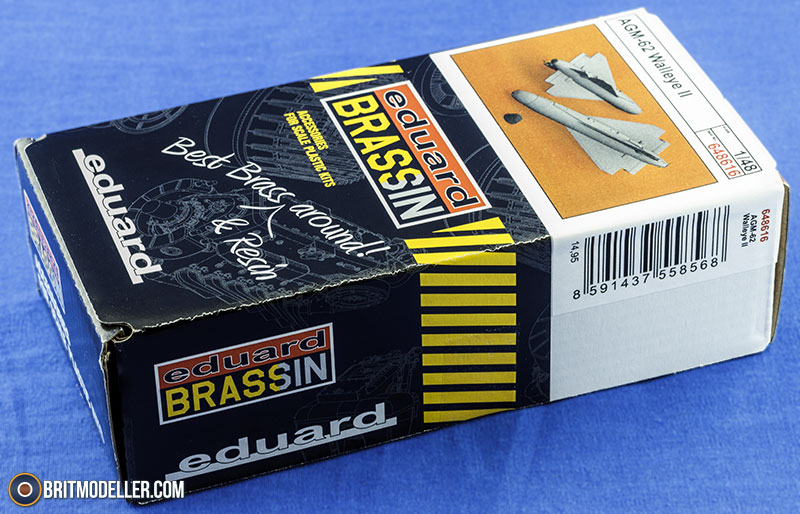 AGM-62 Walleye II
1/48
648616
eduard
BRASSIN
ACCESSORIES
FOR SCALE PLASTIC KITS
Best Brass around!
& Resin
eduard
648616
AGM-62
Walleye II
14,95
8 591437 558568
eduard
BRASSIN
eduard
BRITMODELLER.COM